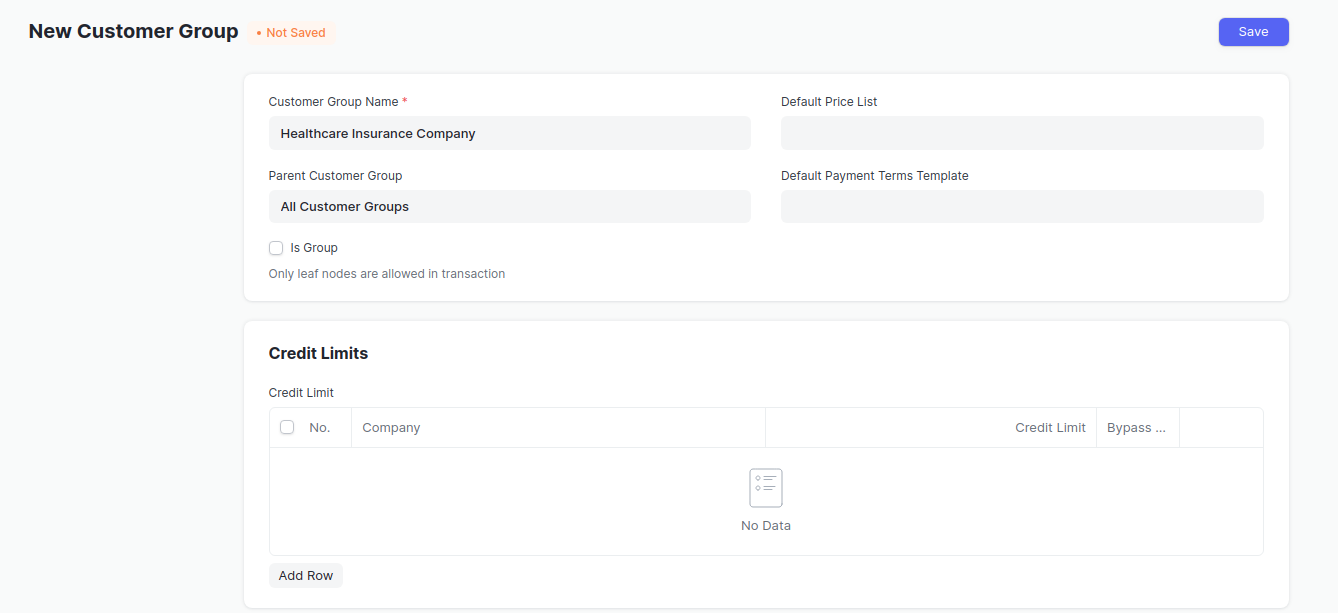 New Customer Group
• Not Saved
Save
Customer Group Name *
Healthcare Insurance Company
Parent Customer Group
All Customer Groups
Is Group
Only leaf nodes are allowed in transaction
Default Price List
Default Payment Terms Template
Credit Limits
Credit Limit
No. Company Credit Limit Bypass ...
No Data
Add Row